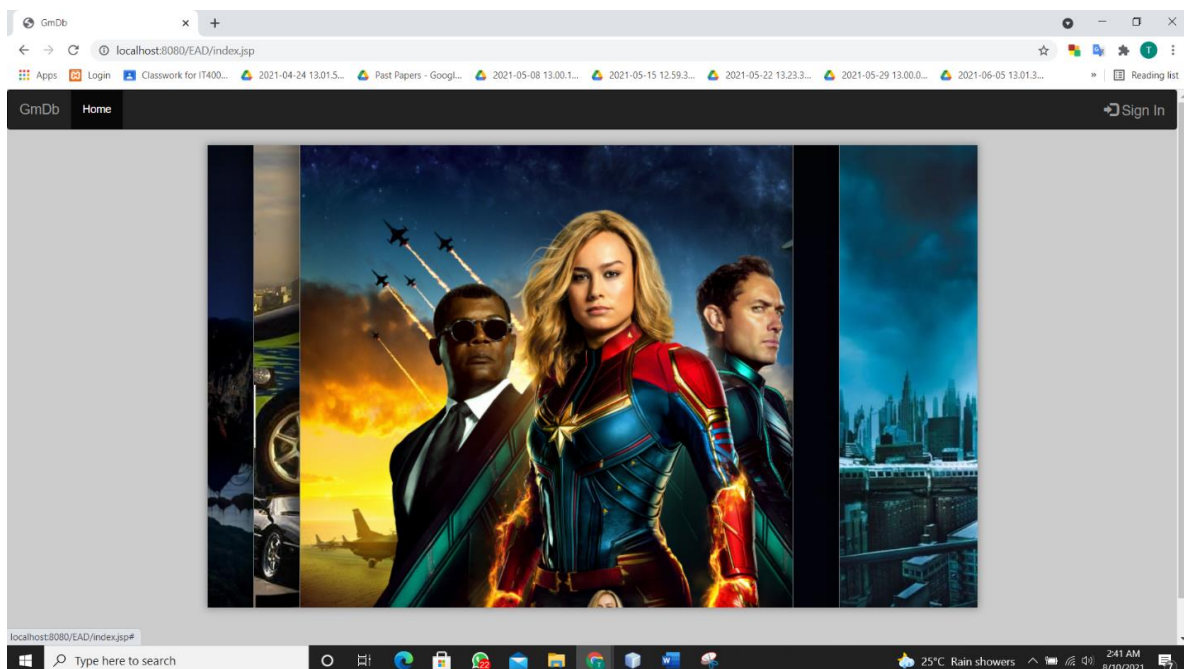 GmDb
localhost:8080/EAD/index.jsp
Apps Login Classwork for IT400... 2021-04-24 13.01.5... Past Papers - Googl... 2021-05-08 13.00.1... 2021-05-15 12.59.3... 2021-05-22 13.23.3... 2021-05-29 13.00.0... 2021-06-05 13.01.3... » Reading list
GmDb Home Sign In
localhost:8080/EAD/index.jsp#
Type here to search 25°C Rain showers 2:41 AM
8/10/2021